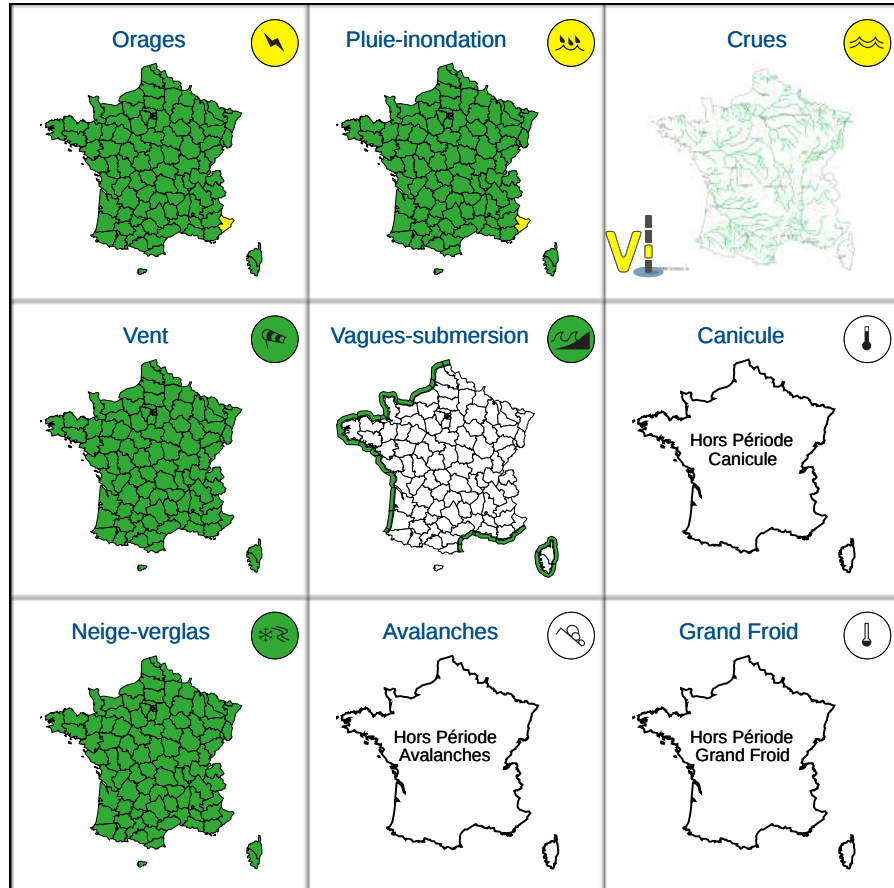 Orages
Pluie-inondation
Crues
Vent
Vagues-submersion
Canicule
Hors Période
Canicule
Neige-verglas
Avalanches
Hors Période
Avalanches
Grand Froid
Hors Période
Grand Froid